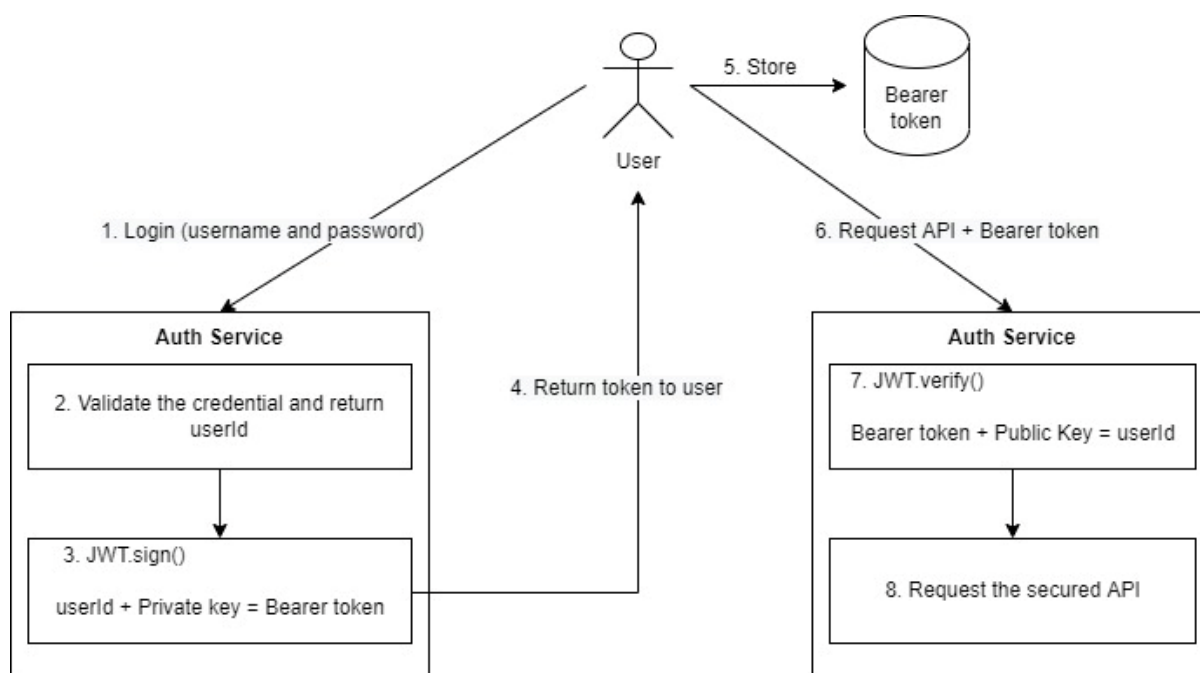 5. Store
Bearer
token
User
1. Login (username and password)
6. Request API + Bearer token
Auth Service
2. Validate the credential and return
userId
3. JWT.sign()
userId + Private key = Bearer token
4. Return token to user
Auth Service
7. JWT.verify()
Bearer token + Public Key = userId
8. Request the secured API